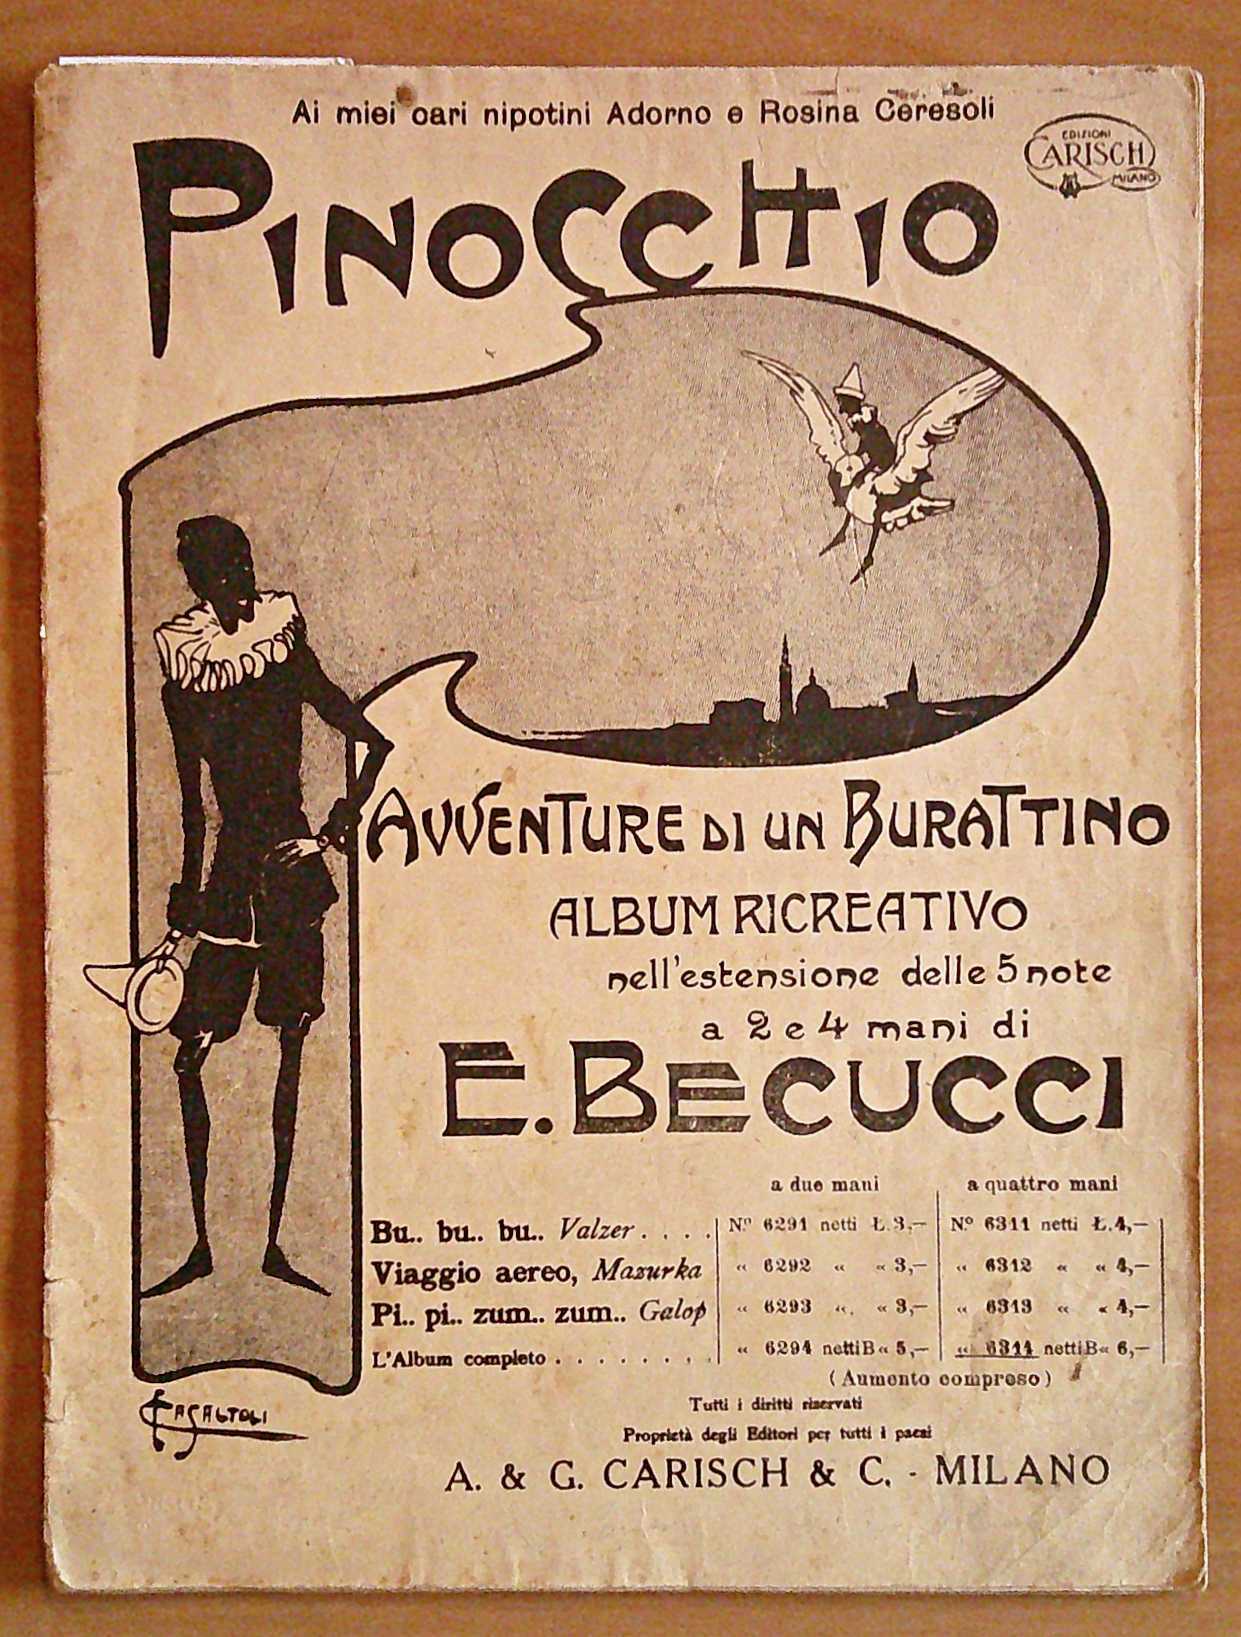 Ai miei cari nipotini Adorno e Rosina Ceresoli
EDIZIONI
CARISCH
MILANO
PINOCCHIO
AVVENTURE DI UN BURATTINO
ALBUM RICREATIVO
nell'estensione delle 5 note
a 2 e 4 mani di
E. BECUCCI
a due mani a quattro mani
Bu.. bu.. bu.. Valzer . . . . N.º 6291 netti Ł.3,— Nº 6311 netti Ł.4,—
Viaggio aereo, Mazurka « 6292 « « 3,— « 6312 « « 4,—
Pi.. pi.. zum.. zum.. Galop « 6293 « « 3,— « 6313 « « 4,—
L'Album completo . . . . . . . . « 6294 netti B « 5,— « 6314 netti B « 6,—
(Aumento compreso)
Tutti i diritti riservati
Proprietà degli Editori per tutti i paesi
CASALTOLI
A. & G. CARISCH & C. - MILANO